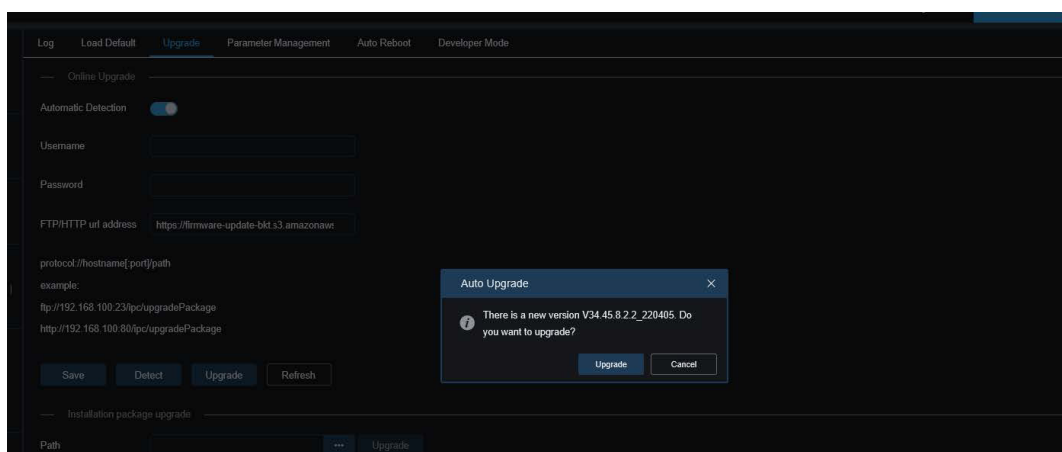 Log Load Default Upgrade Parameter Management Auto Reboot Developer Mode
Online Upgrade
Automatic Detection
Username
Password
FTP/HTTP url address https://firmware-update-bkt.s3.amazonaws
protocol://hostname[:port]/path
example:
ftp://192.168.100:23/ipc/upgradePackage
http://192.168.100:80/ipc/upgradePackage
Save Detect Upgrade Refresh
Installation package upgrade
Path ... Upgrade
Auto Upgrade
There is a new version V34.45.8.2.2_220405. Do
you want to upgrade?
Upgrade Cancel